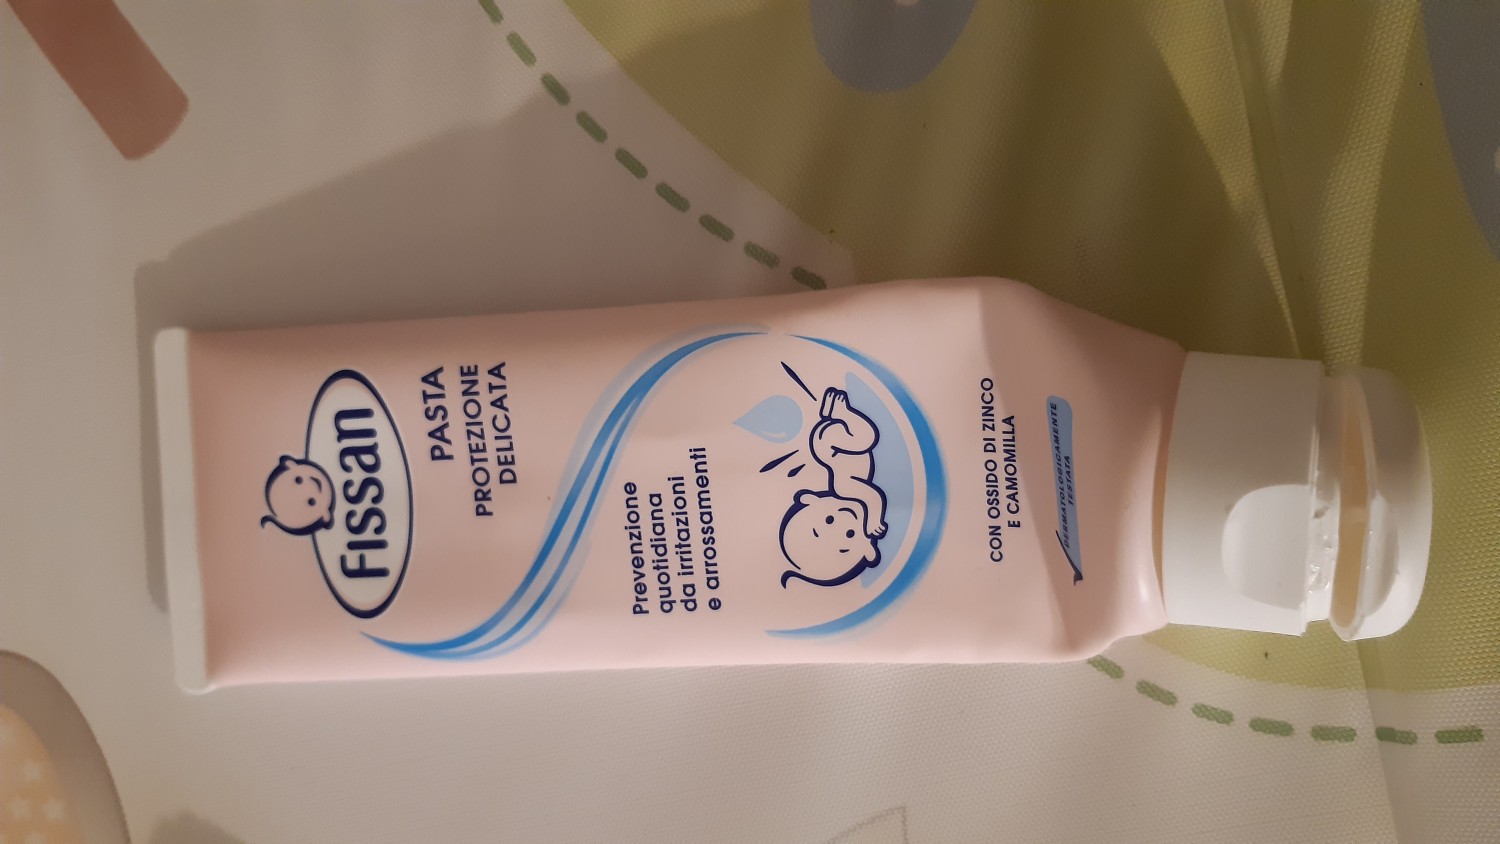 Fissan
PASTA
PROTEZIONE
DELICATA
Prevenzione
quotidiana
da irritazioni
e arrossamenti
CON OSSIDO DI ZINCO
E CAMOMILLA
DERMATOLOGICAMENTE
TESTATA